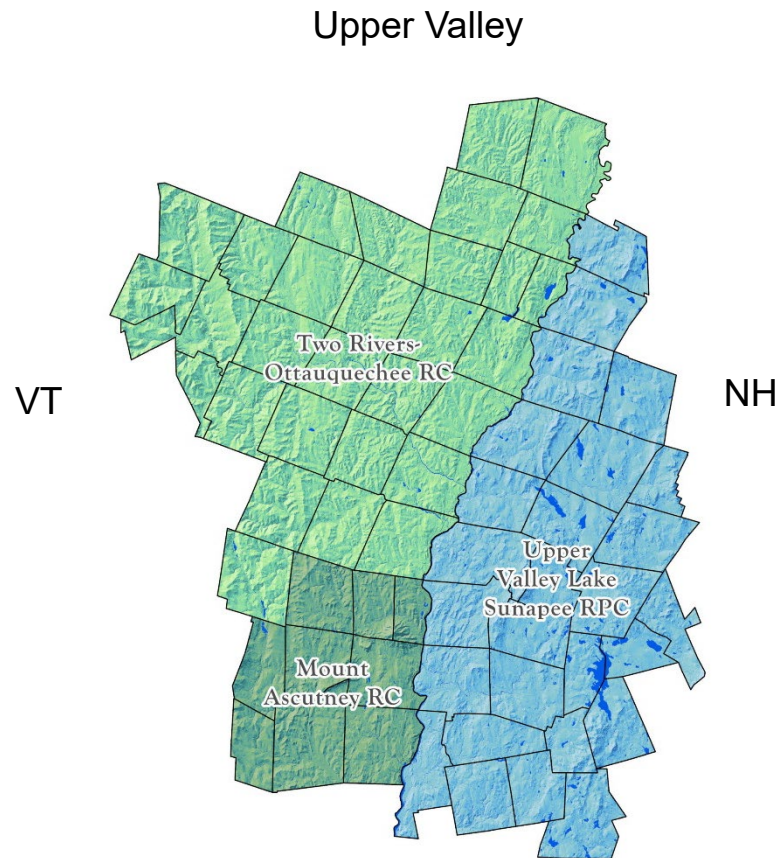 Upper Valley
Two Rivers-
Ottauquechee RC
VT
NH
Upper
Valley Lake
Sunapee RPC
Mount
Ascutney RC